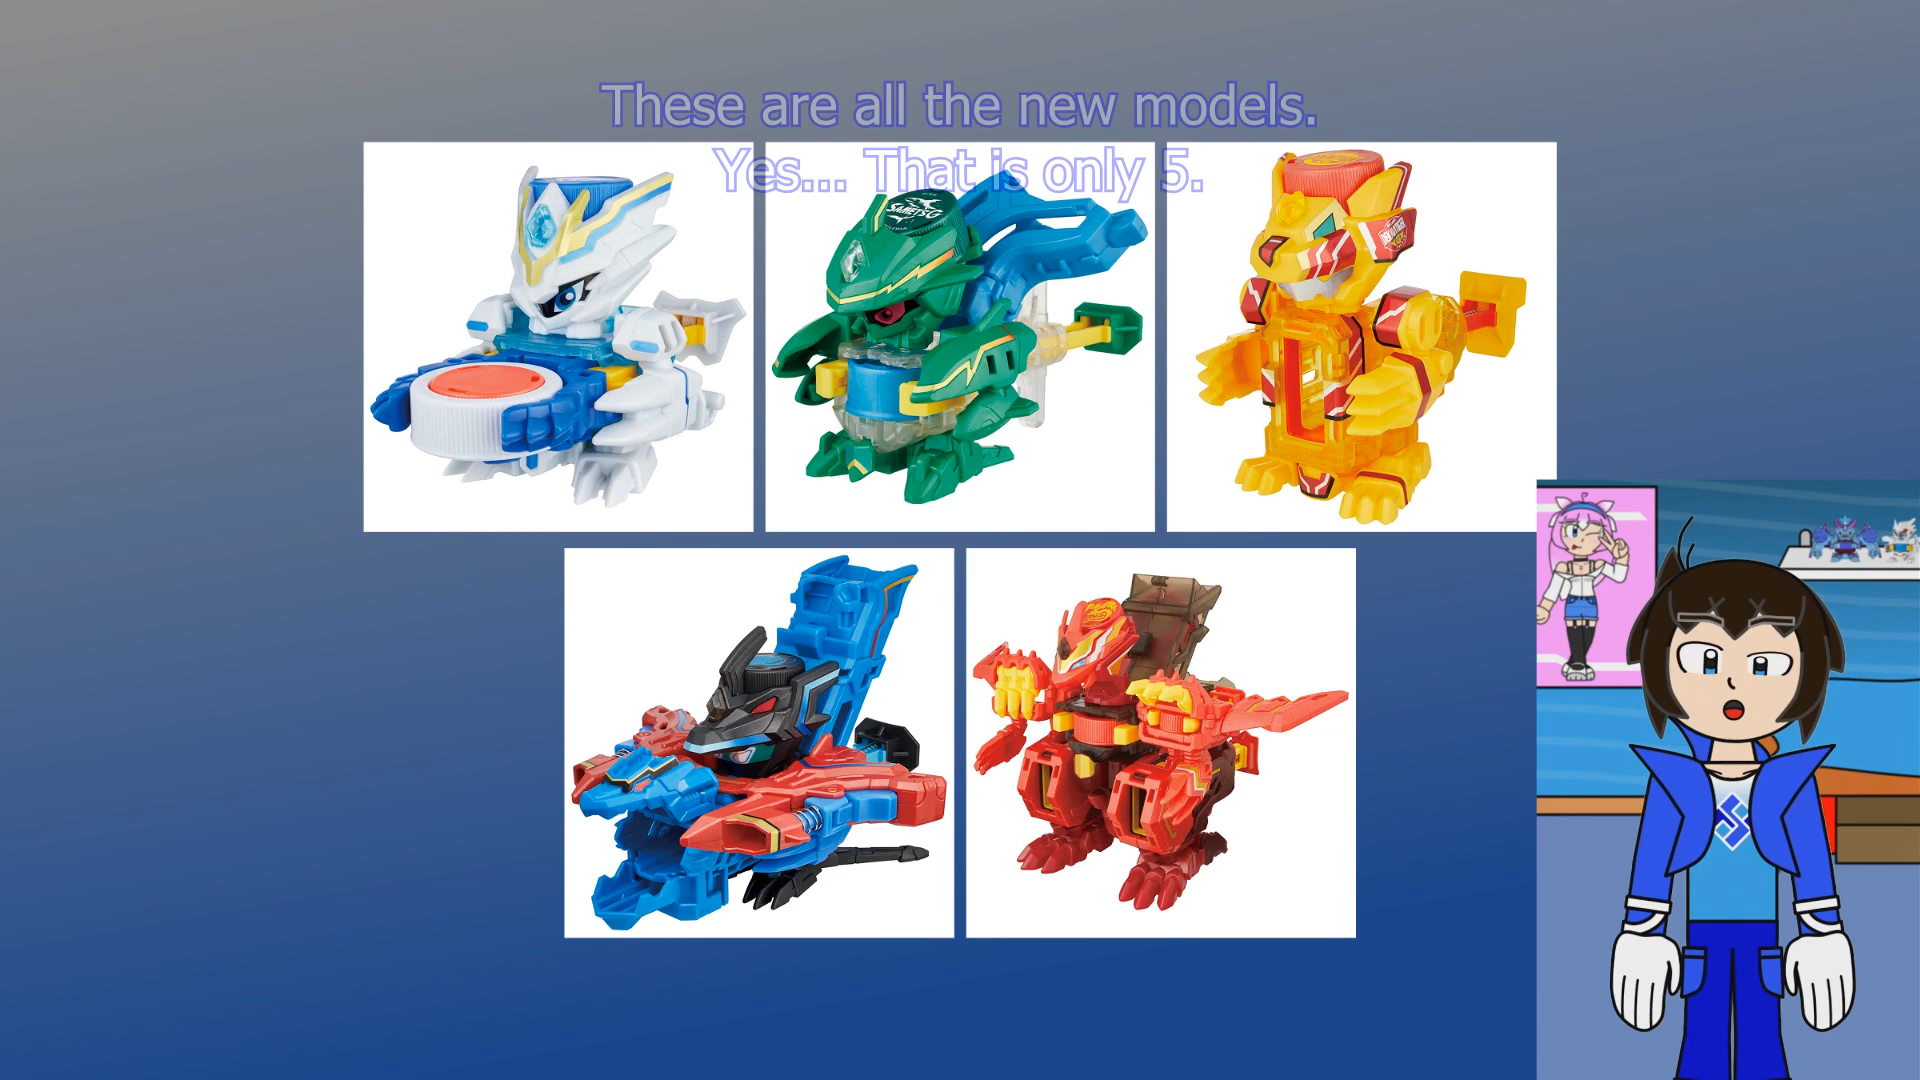 These are all the new models.
Yes... That is only 5.